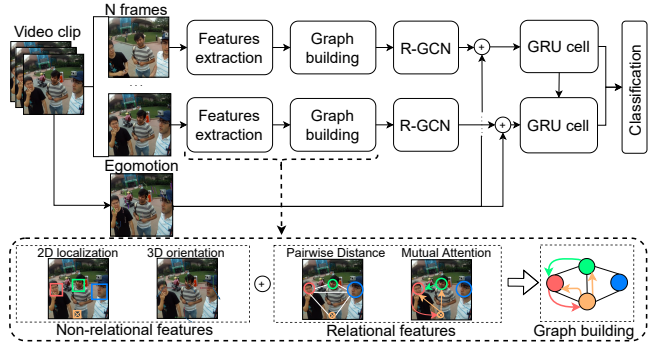 N frames
Video clip
Features
extraction
Graph
building
R-GCN
+
GRU cell
...
Features
extraction
Graph
building
R-GCN
+
GRU cell
Classification
Egomotion
2D localization
3D orientation
Pairwise Distance
Mutual Attention
+
Non-relational features
Relational features
Graph building